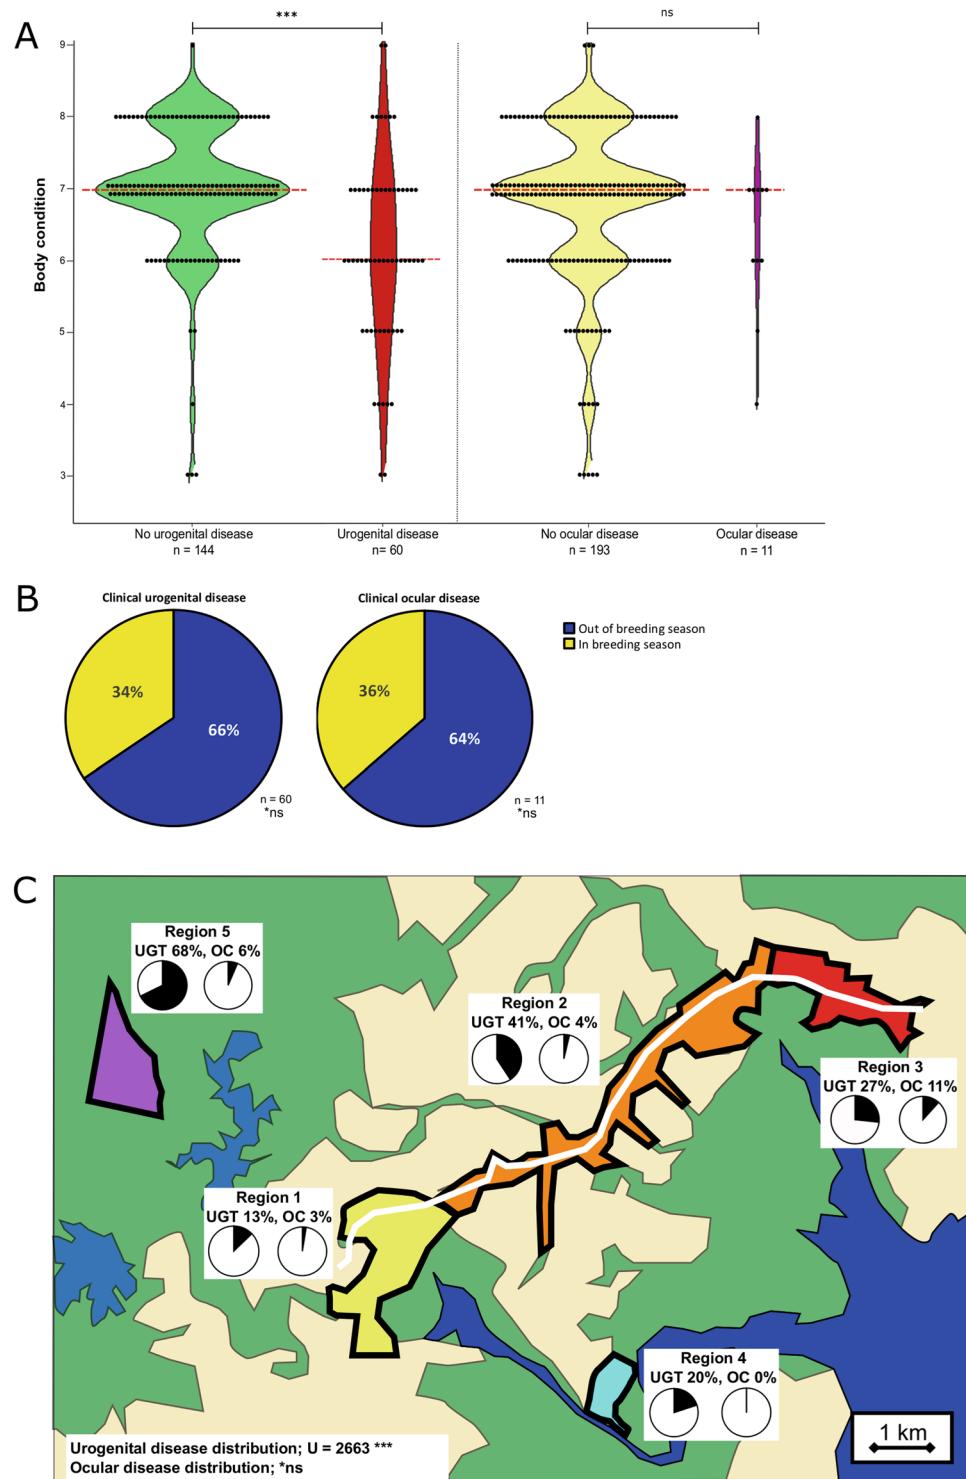 A
***
ns
9
8
7
6
5
4
3
Body condition
No urogenital disease
n = 144
Urogenital disease
n= 60
No ocular disease
n = 193
Ocular disease
n = 11
B
Clinical urogenital disease
34%
66%
n = 60
*ns
Clinical ocular disease
36%
64%
n = 11
*ns
Out of breeding season
In breeding season
C
Region 5
UGT 68%, OC 6%
Region 2
UGT 41%, OC 4%
Region 3
UGT 27%, OC 11%
Region 1
UGT 13%, OC 3%
Region 4
UGT 20%, OC 0%
1 km
Urogenital disease distribution; U = 2663 ***
Ocular disease distribution; *ns